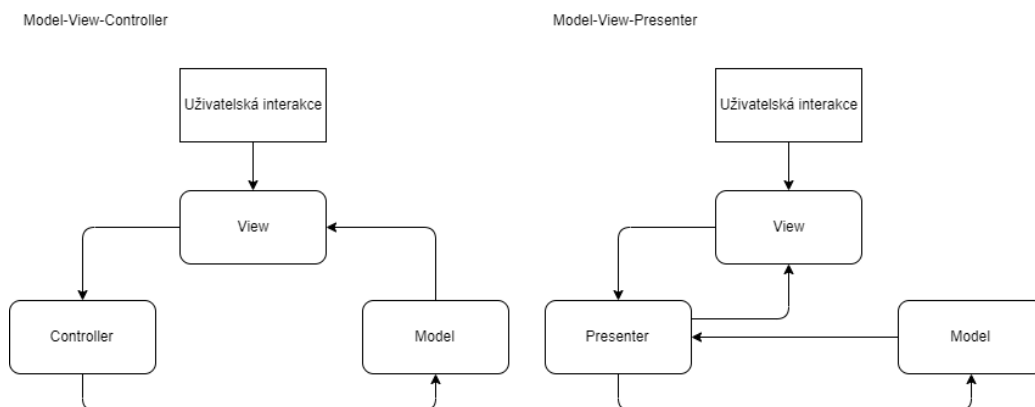 Model-View-Controller
Model-View-Presenter
Uživatelská interakce
Uživatelská interakce
View
View
Controller
Model
Presenter
Model